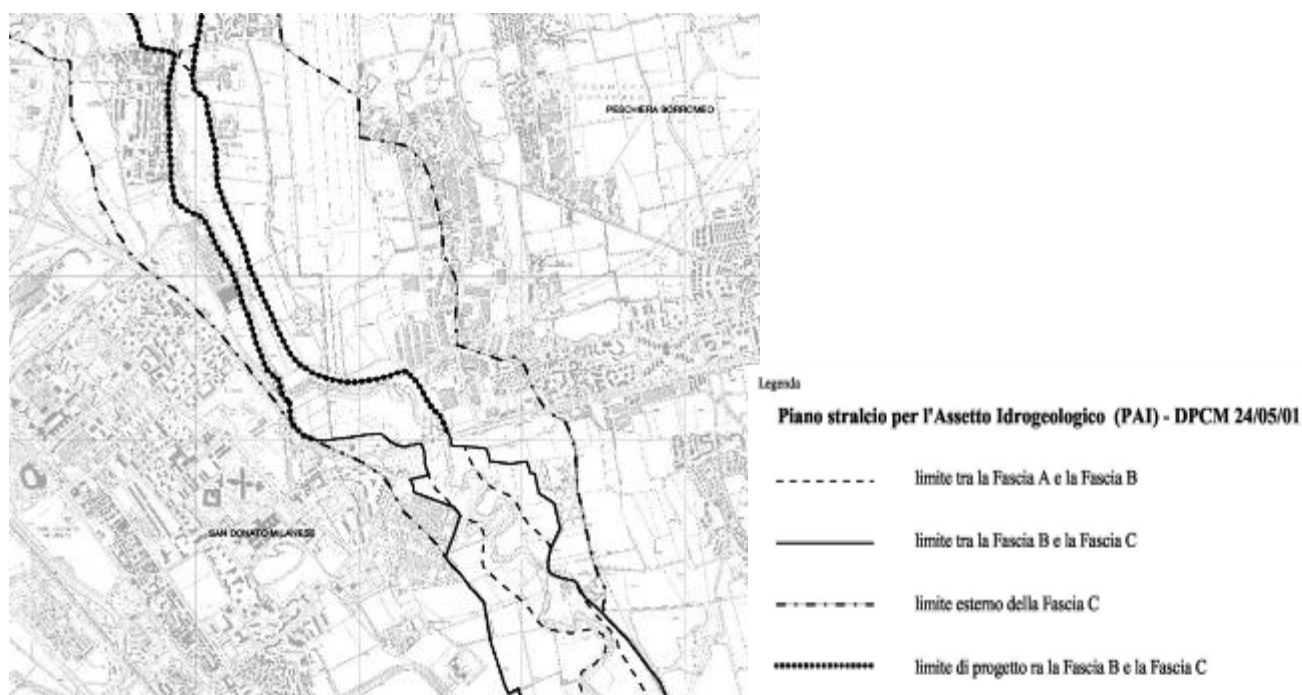 PESCHIERA BORROMEO
SAN DONATO MILANESE
Legenda
Piano stralcio per l'Assetto Idrogeologico (PAI) - DPCM 24/05/01
limite tra la Fascia A e la Fascia B
limite tra la Fascia B e la Fascia C
limite esterno della Fascia C
limite di progetto ra la Fascia B e la Fascia C